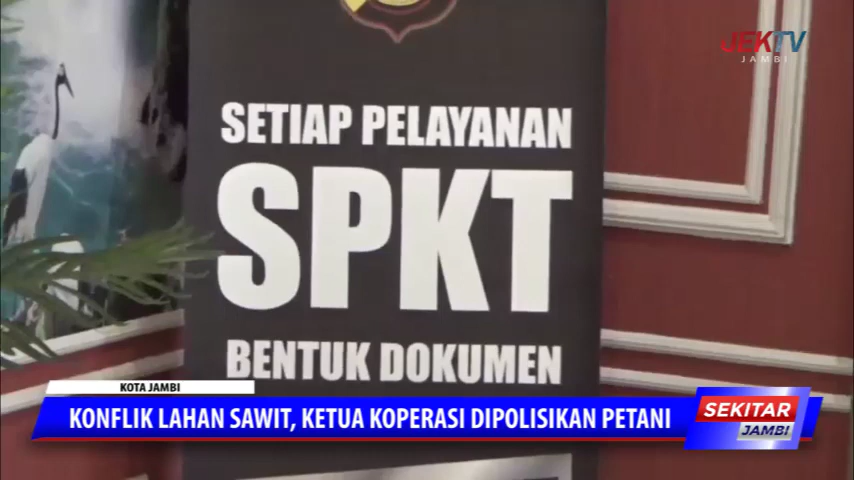 JEKTV
JAMBI
SETIAP PELAYANAN
SPKT
BENTUK DOKUMEN
KOTA JAMBI
KONFLIK LAHAN SAWIT, KETUA KOPERASI DIPOLISIKAN PETANI
SEKITAR
JAMBI